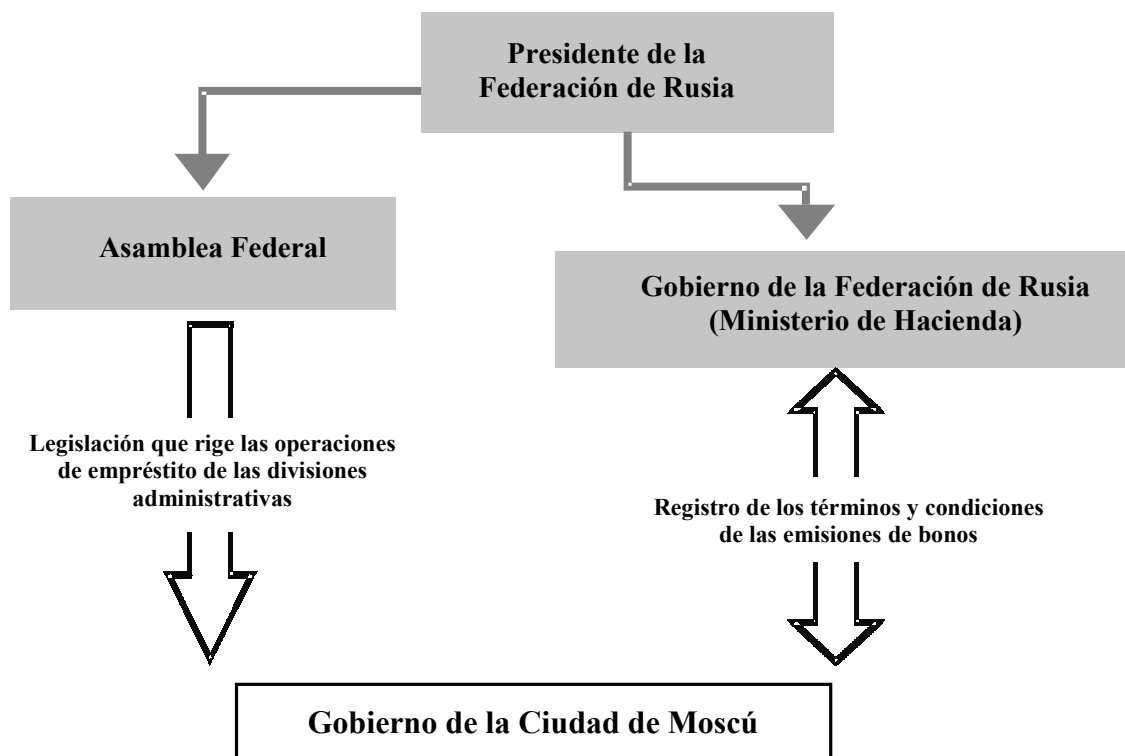 Presidente de la
Federación de Rusia
Asamblea Federal
Gobierno de la Federación de Rusia
(Ministerio de Hacienda)
Legislación que rige las operaciones
de empréstito de las divisiones
administrativas
Registro de los términos y condiciones
de las emisiones de bonos
Gobierno de la Ciudad de Moscú